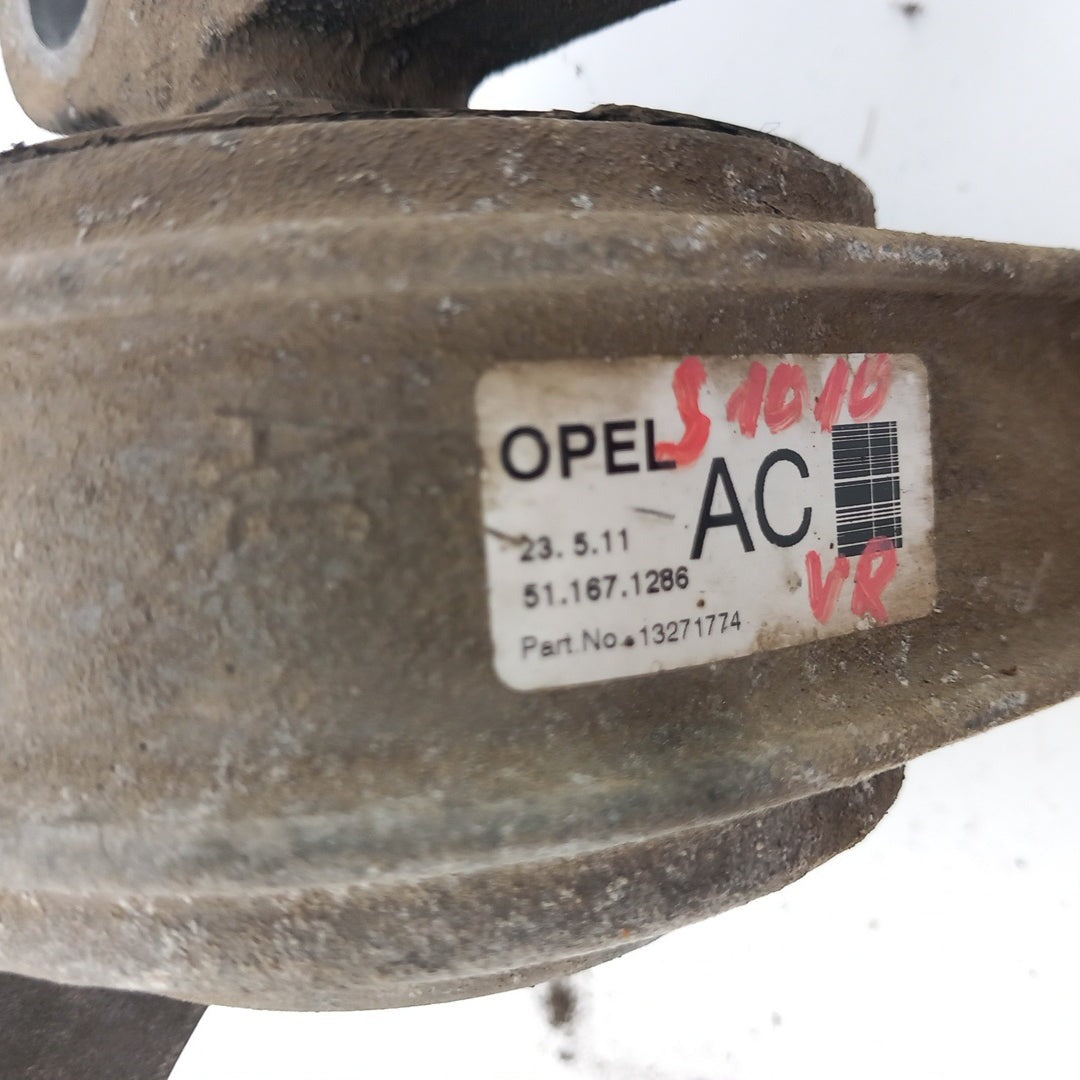 S 1010
OPEL
AC
23. 5.11
51.167.1286
VR
Part No. 13271774